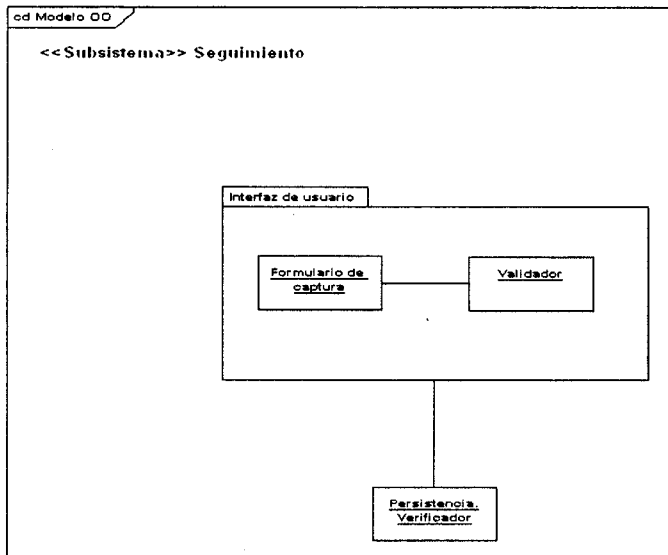 cd Modelo OO
<<Subsistema>> Seguimiento
Interfaz de usuario
Formulario de
captura
Validador
Persistencia.
Verificador